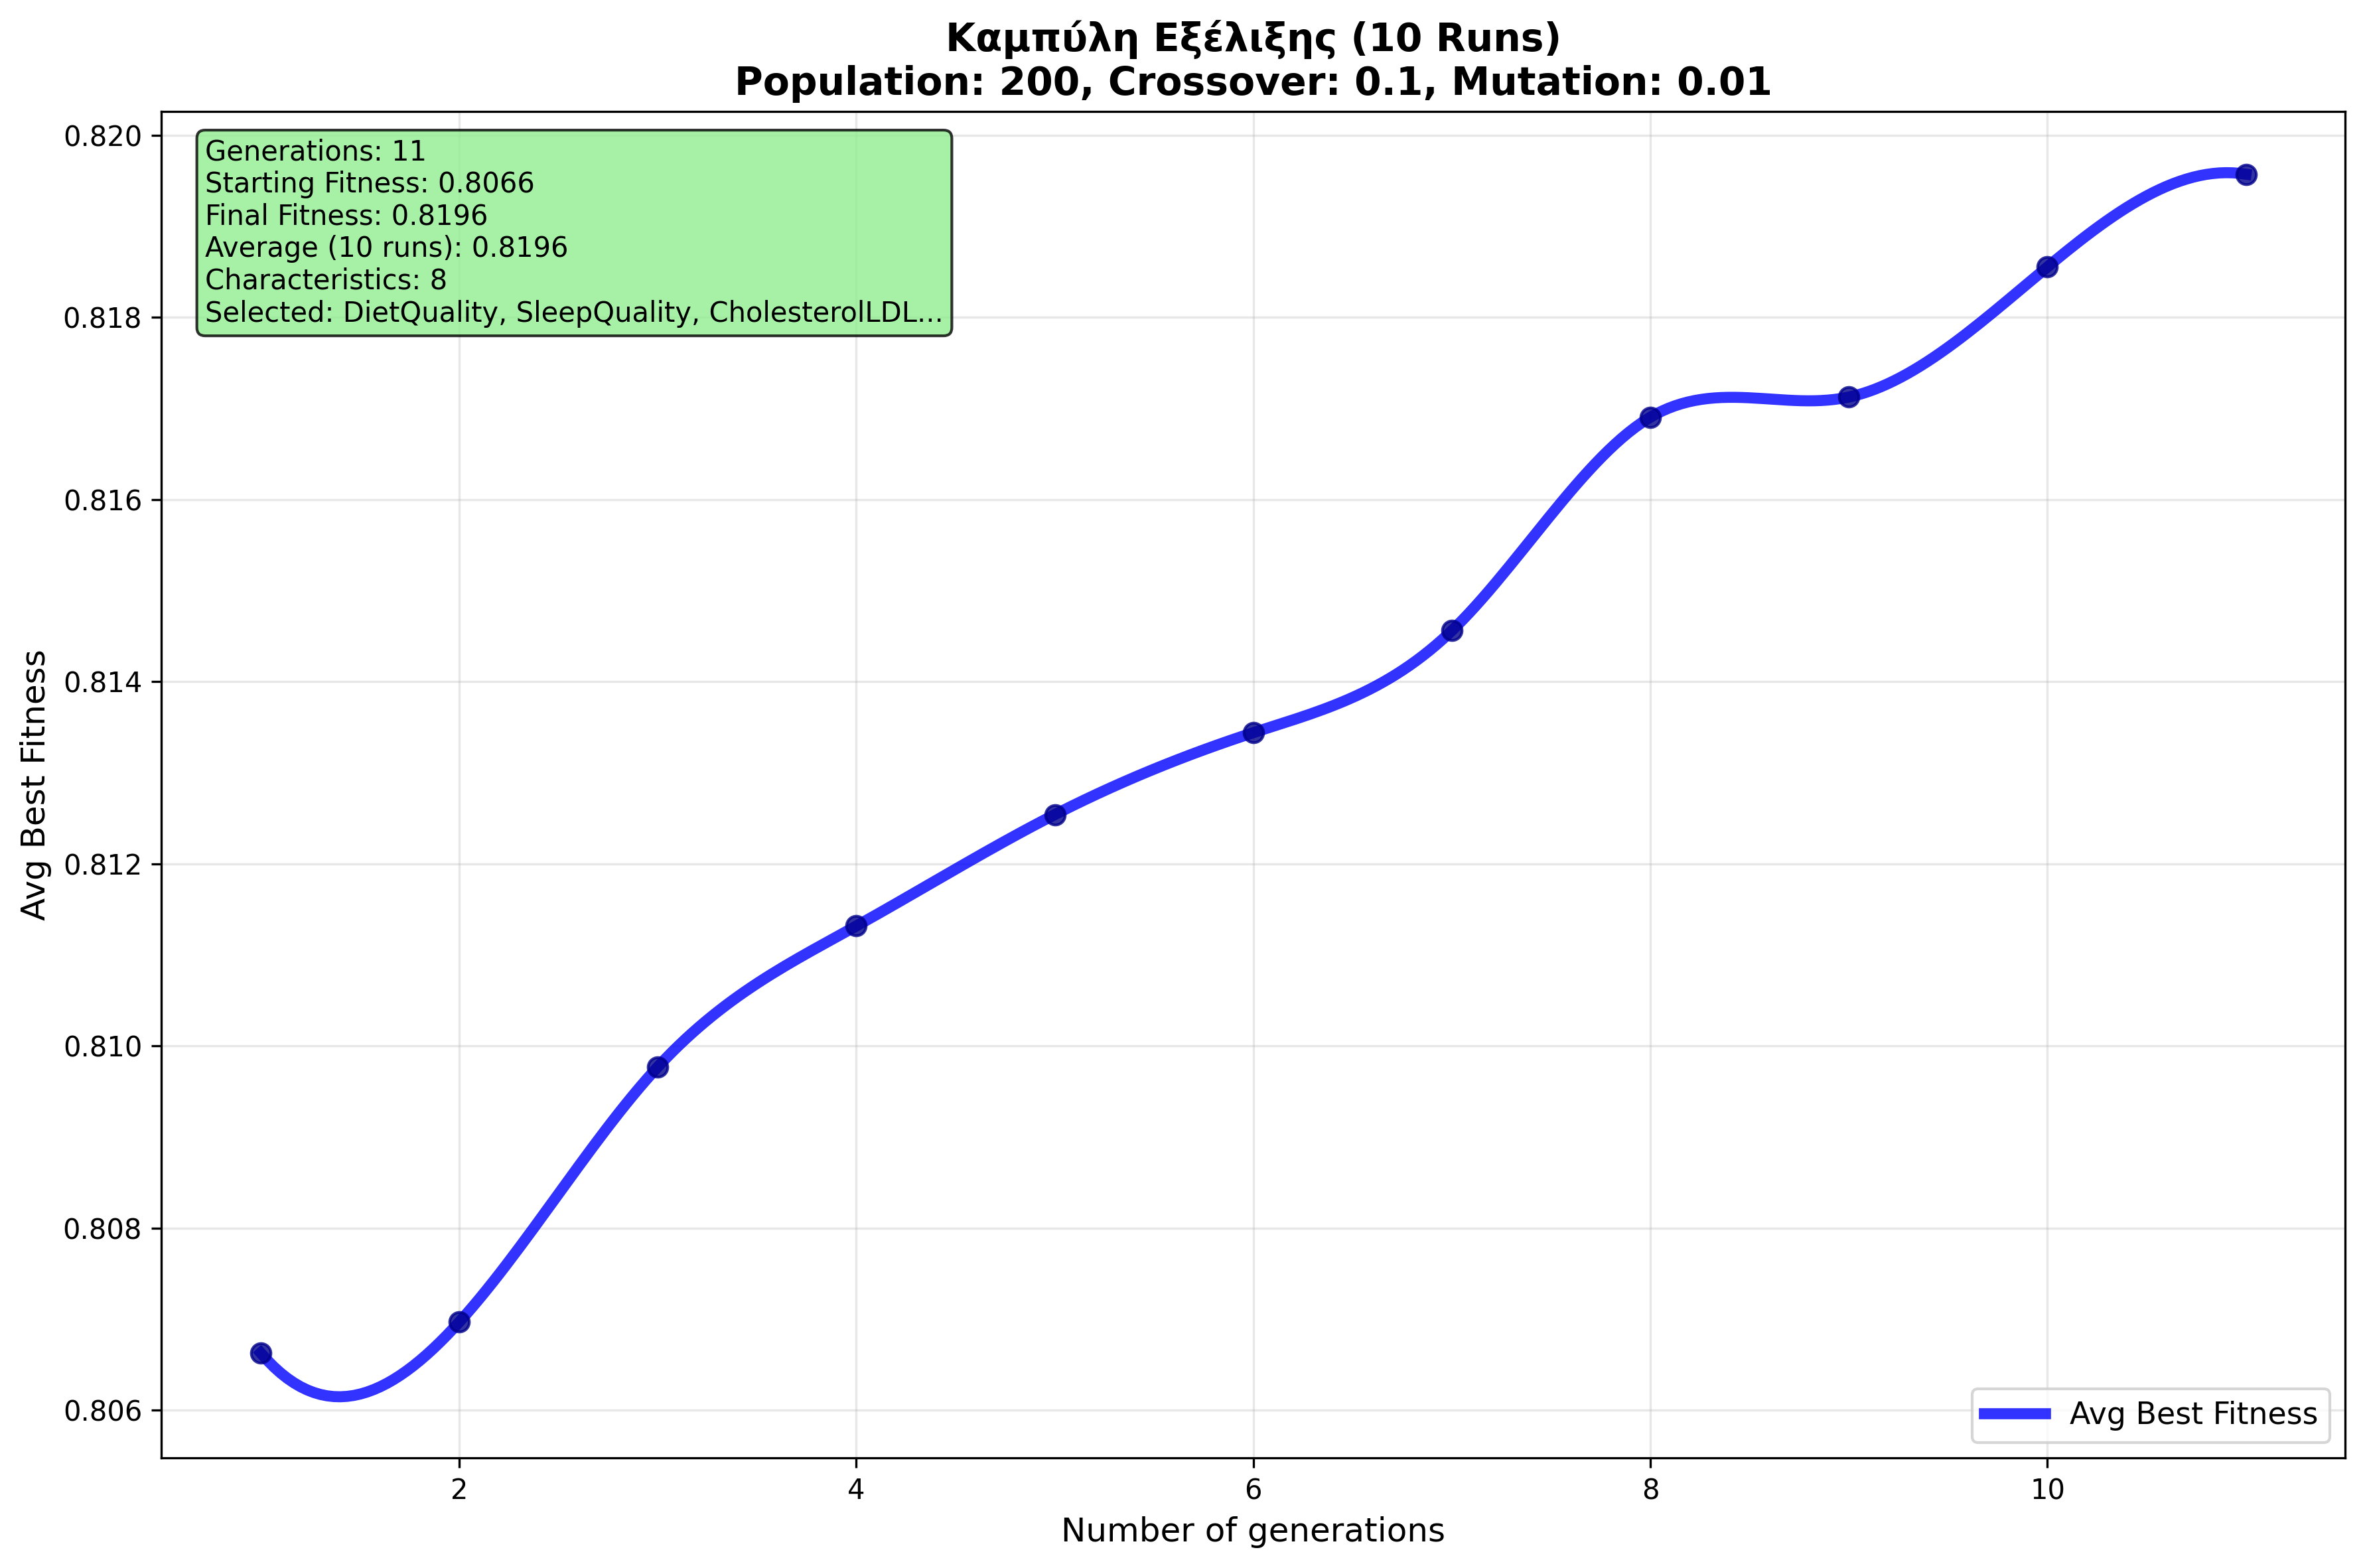 Καμπύλη Εξέλιξης (10 Runs)
Population: 200, Crossover: 0.1, Mutation: 0.01
Generations: 11
Starting Fitness: 0.8066
Final Fitness: 0.8196
Average (10 runs): 0.8196
Characteristics: 8
Selected: DietQuality, SleepQuality, CholesterolLDL...
0.820
0.818
0.816
0.814
0.812
0.810
0.808
0.806
Avg Best Fitness
Avg Best Fitness
2 4 6 8 10
Number of generations